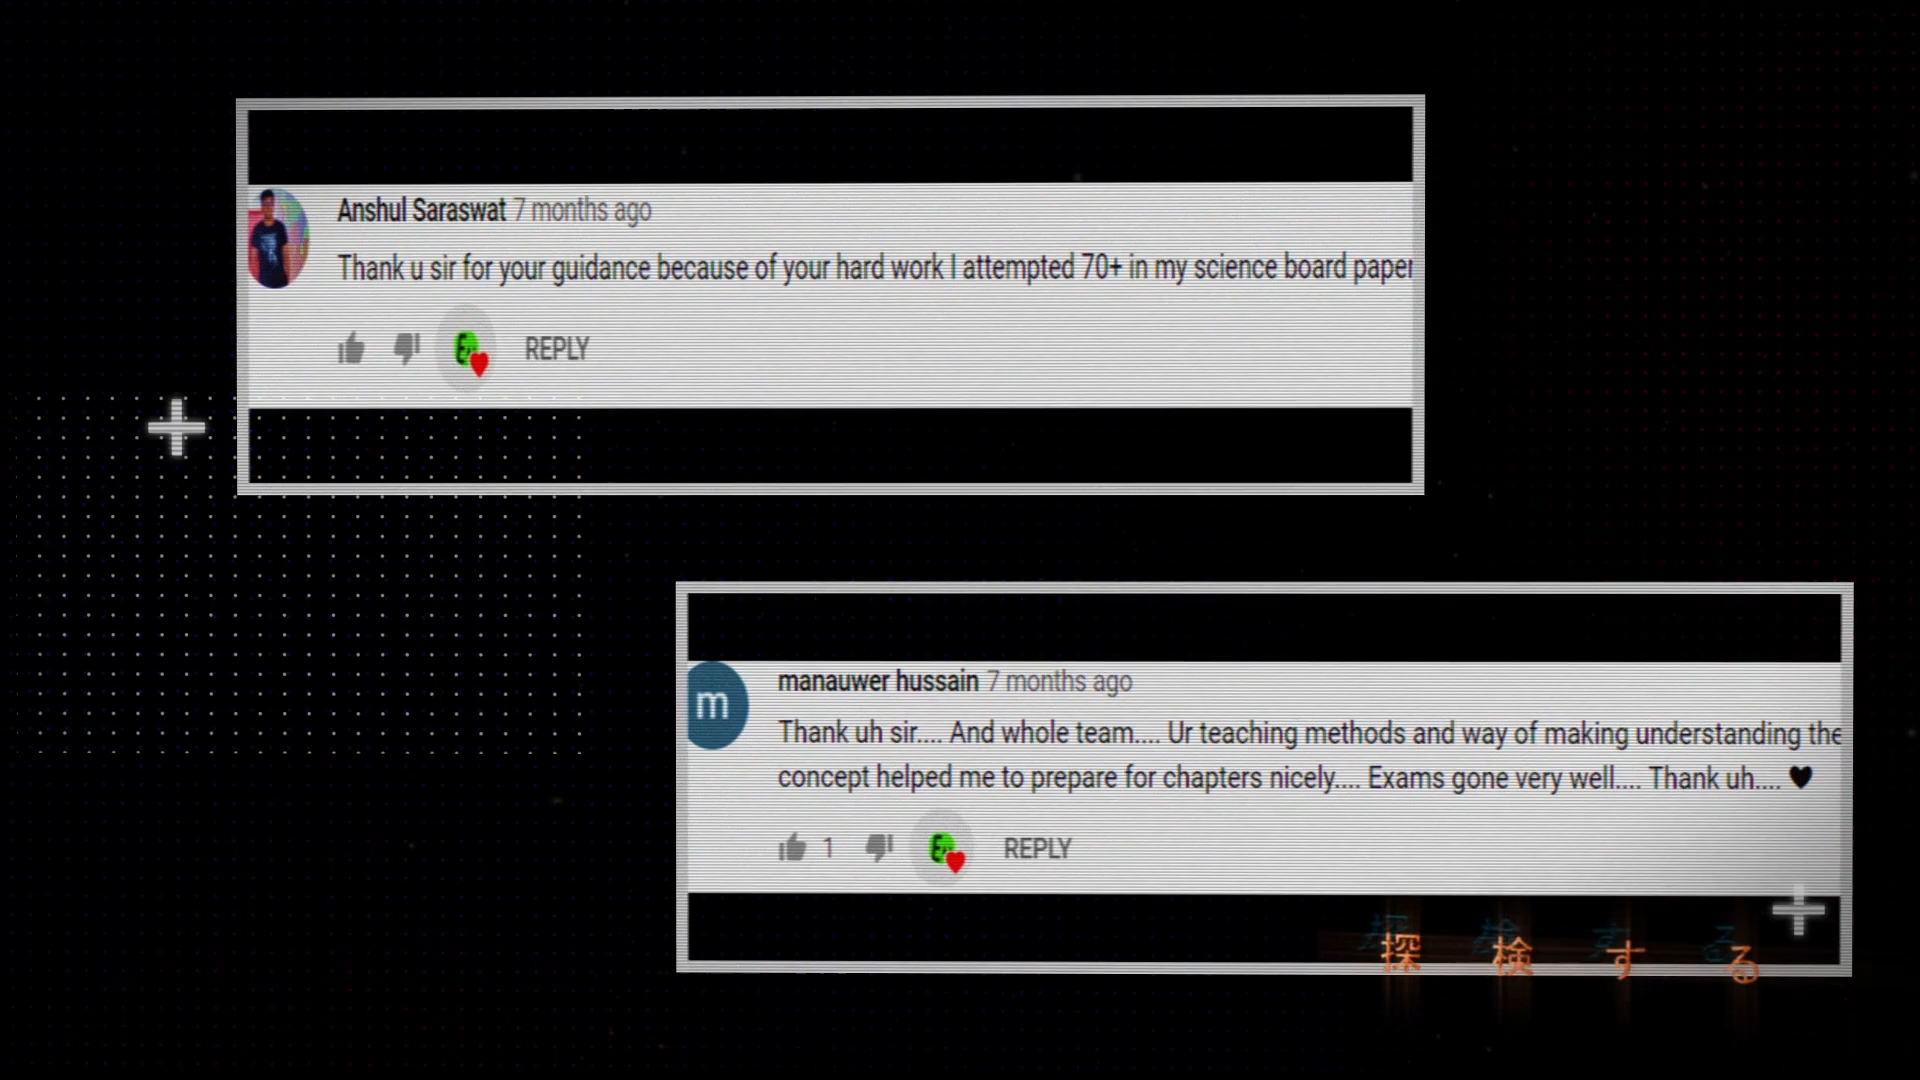 Anshul Saraswat 7 months ago
Thank u sir for your guidance because of your hard work I attempted 70+ in my science board paper
REPLY
m
manauwer hussain 7 months ago
Thank uh sir.... And whole team.... Ur teaching methods and way of making understanding the
concept helped me to prepare for chapters nicely.... Exams gone very well.... Thank uh.... ♥
1 REPLY
探検する